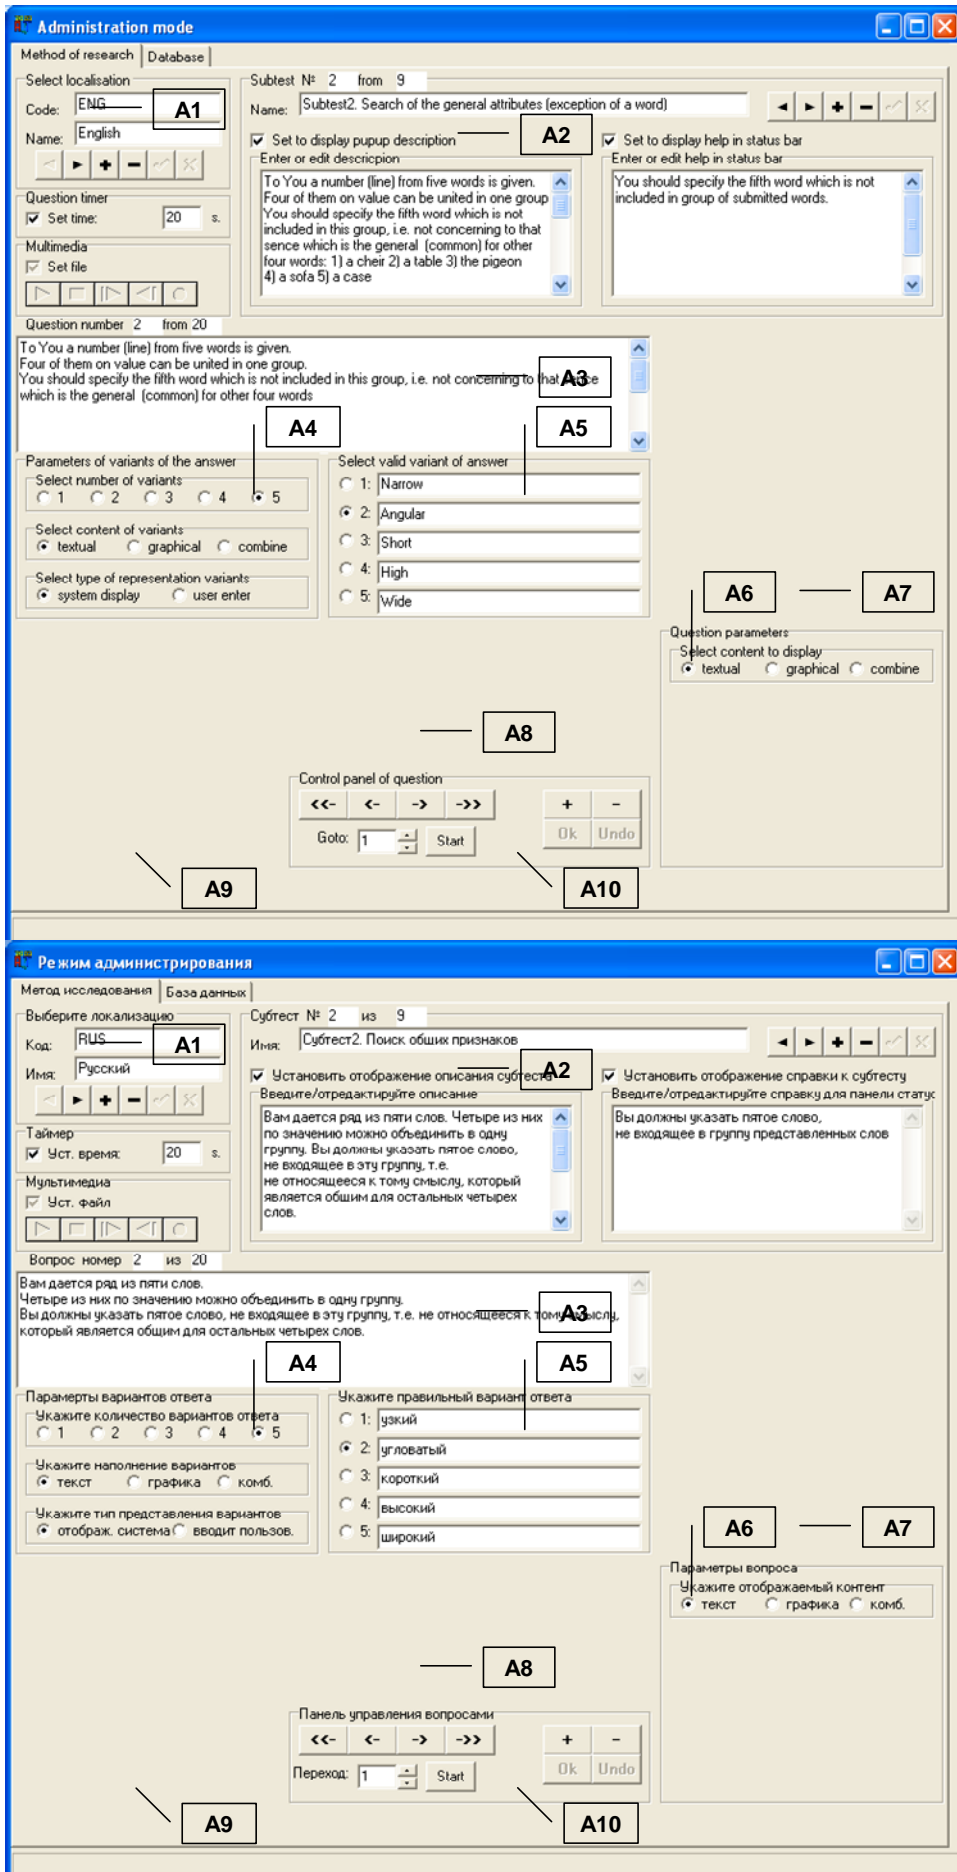 Administration mode
Method of research
Database
Select localisation
Code: ENG
A1
Name: English
Question timer
Set time: 20 s.
Multimedia
Set file
Subtest № 2 from 9
Name: Subtest2. Search of the general attributes (exception of a word)
Set to display pupup description
A2
Set to display help in status bar
Enter or edit descricpion
To You a number (line) from five words is given.
Four of them on value can be united in one group
You should specify the fifth word which is not
included in this group, i.e. not concerning to that
sence which is the general (common) for other
four words: 1) a cheir 2) a table 3) the pigeon
4) a sofa 5) a case
Enter or edit help in status bar
You should specify the fifth word which is not
included in group of submitted words.
Question number 2 from 20
To You a number (line) from five words is given.
Four of them on value can be united in one group.
You should specify the fifth word which is not included in this group, i.e. not concerning to that sence
which is the general (common) for other four words
A3
A4
A5
Parameters of variants of the answer
Select number of variants
1 2 3 4 5
Select content of variants
textual graphical combine
Select type of representation variants
system display user enter
Select valid variant of answer
1: Narrow
2: Angular
3: Short
4: High
5: Wide
A6
A7
Question parameters
Select content to display
textual graphical combine
A8
Control panel of question
<<- <- -> ->> + -
Goto: 1 Start Ok Undo
A9
A10
Режим администрирования
Метод исследования
База данных
Выберите локализацию
Код: RUS
A1
Имя: Русский
Таймер
Уст. время: 20 s.
Мультимедиа
Уст. файл
Субтест № 2 из 9
Имя: Субтест2. Поиск обших признаков
Установить отображение описания субтеста
A2
Установить отображение справки к субтесту
Введите/отредактируйте описание
Вам дается ряд из пяти слов. Четыре из них
по значению можно объединить в одну
группу. Вы должны указать пятое слово,
не входящее в эту группу, т.е.
не относящееся к тому смыслу, который
является общим для остальных четырех
слов.
Введите/отредактируйте справку для панели статус
Вы должны указать пятое слово,
не входящее в группу представленных слов
Вопрос номер 2 из 20
Вам дается ряд из пяти слов.
Четыре из них по значению можно объединить в одну группу.
Вы должны указать пятое слово, не входящее в эту группу, т.е. не относящееся к тому смыслу,
который является общим для остальных четырех слов.
A3
A4
A5
Парамерты вариантов ответа
Укажите количество вариантов ответа
1 2 3 4 5
Укажите наполнение вариантов
текст графика комб.
Укажите тип представления вариантов
отображ. система вводит пользов.
Укажите правильный вариант ответа
1: узкий
2: угловатый
3: короткий
4: высокий
5: широкий
A6
A7
Параметры вопроса
Укажите отображаемый контент
текст графика комб.
A8
Панель управления вопросами
<<- <- -> ->> + -
Переход: 1 Start Ok Undo
A9
A10